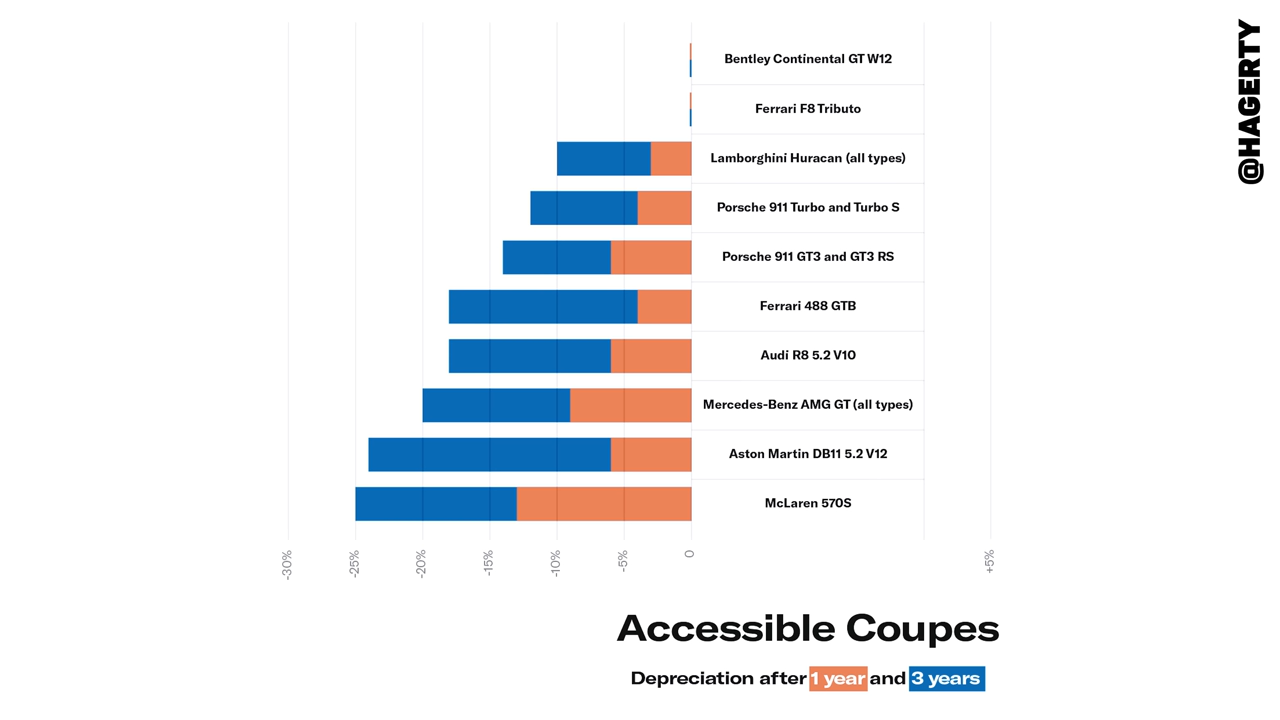 @HAGERTY
Bentley Continental GT W12
Ferrari F8 Tributo
Lamborghini Huracan (all types)
Porsche 911 Turbo and Turbo S
Porsche 911 GT3 and GT3 RS
Ferrari 488 GTB
Audi R8 5.2 V10
Mercedes-Benz AMG GT (all types)
Aston Martin DB11 5.2 V12
McLaren 570S
-30% -25% -20% -15% -10% -5% 0 +5%
Accessible Coupes
Depreciation after 1 year and 3 years